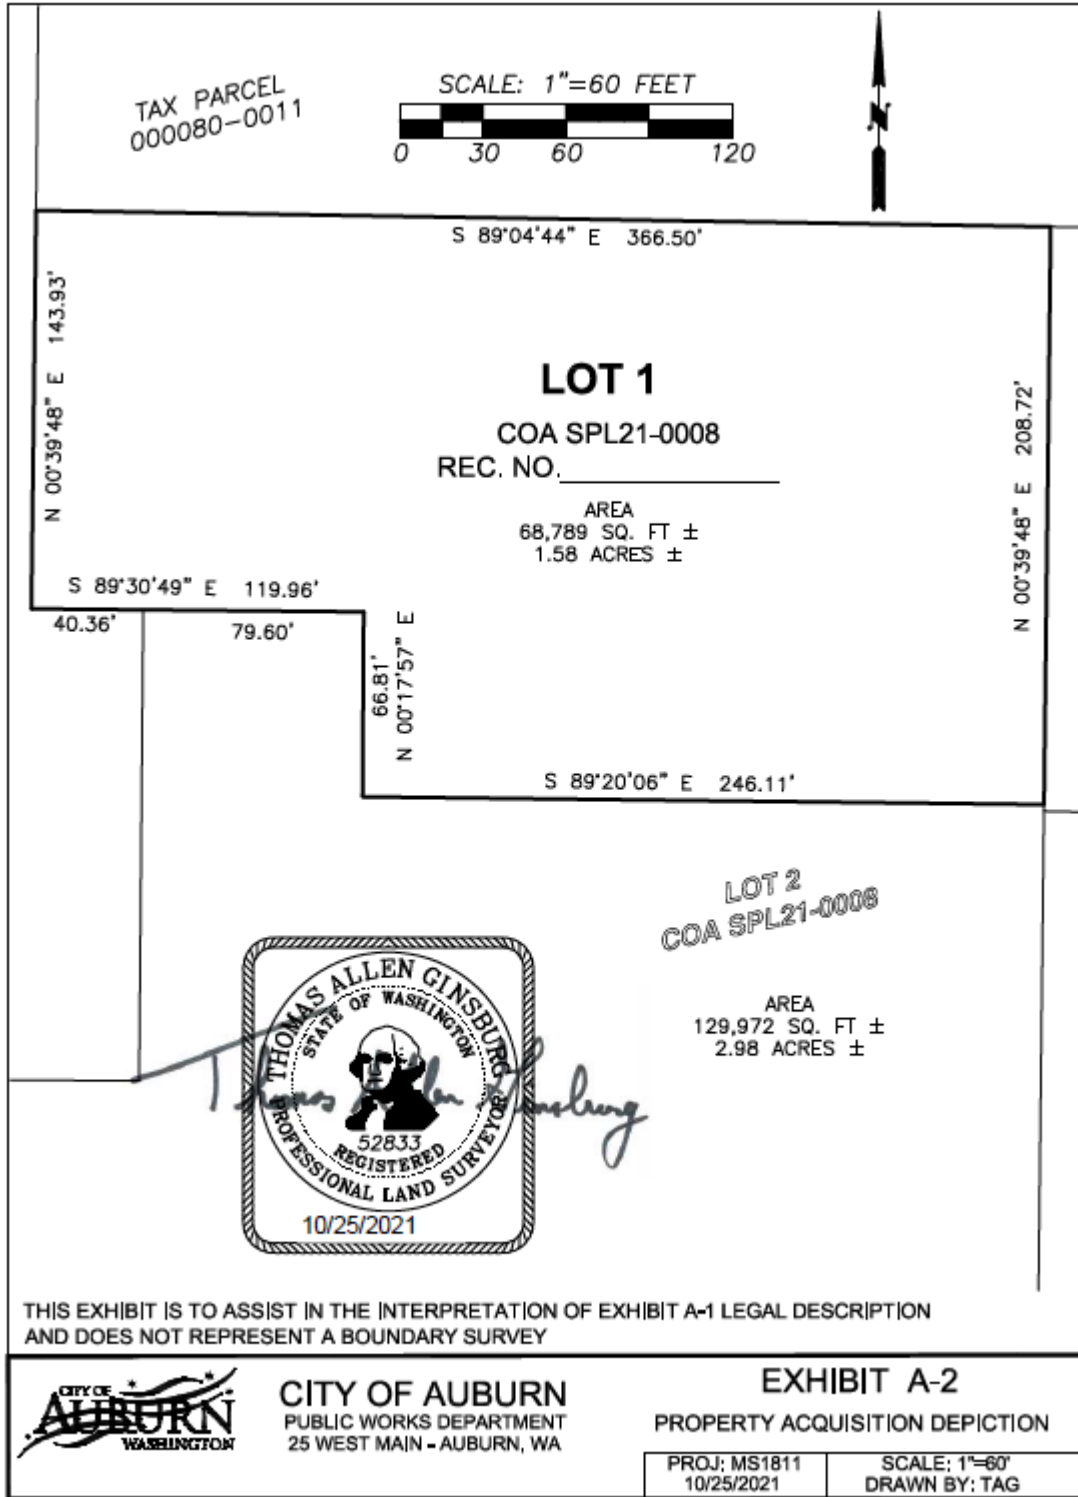 TAX PARCEL
000080-0011
SCALE: 1"=60 FEET
0 30 60 120
N
S 89°04'44" E 366.50'
N 00°39'48" E 143.93'
LOT 1
COA SPL21-0008
REC. NO.
AREA
68,789 SQ. FT ±
1.58 ACRES ±
N 00°39'48" E 208.72'
S 89°30'49" E 119.96'
40.36' 79.60'
66.81'
N 00°17'57" E
S 89°20'06" E 246.11'
LOT 2
COA SPL21-0008
AREA
129,972 SQ. FT ±
2.98 ACRES ±
THOMAS ALLEN GINSBURG
STATE OF WASHINGTON
Thomas Allen Ginsburg
52833
REGISTERED
PROFESSIONAL LAND SURVEYOR
10/25/2021
THIS EXHIBIT IS TO ASSIST IN THE INTERPRETATION OF EXHIBIT A-1 LEGAL DESCRIPTION
AND DOES NOT REPRESENT A BOUNDARY SURVEY
CITY OF
AUBURN
WASHINGTON
CITY OF AUBURN
PUBLIC WORKS DEPARTMENT
25 WEST MAIN - AUBURN, WA
EXHIBIT A-2
PROPERTY ACQUISITION DEPICTION
PROJ: MS1811
10/25/2021
SCALE: 1"=60'
DRAWN BY: TAG